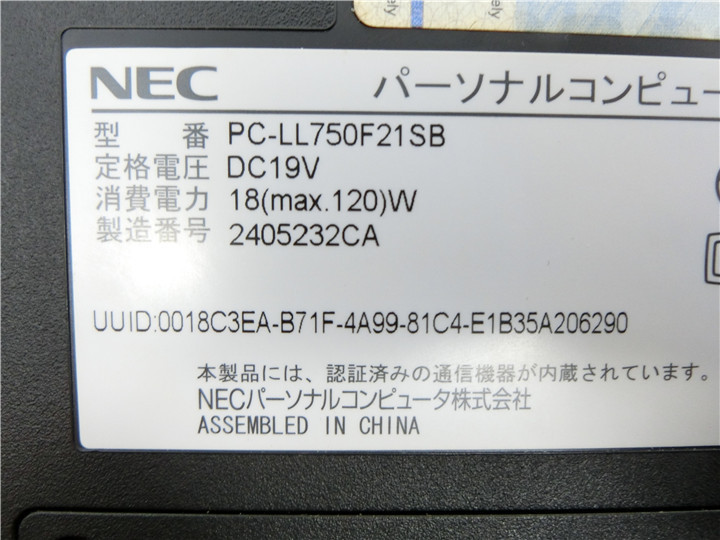 ely
NEC パーソナルコンピュー
型 番 PC-LL750F21SB
定格電圧 DC19V
消費電力 18(max.120)W
製造番号 2405232CA
UUID:0018C3EA-B71F-4A99-81C4-E1B35A206290
本製品には、認証済みの通信機器が内蔵されています。
NECパーソナルコンピュータ株式会社
ASSEMBLED IN CHINA